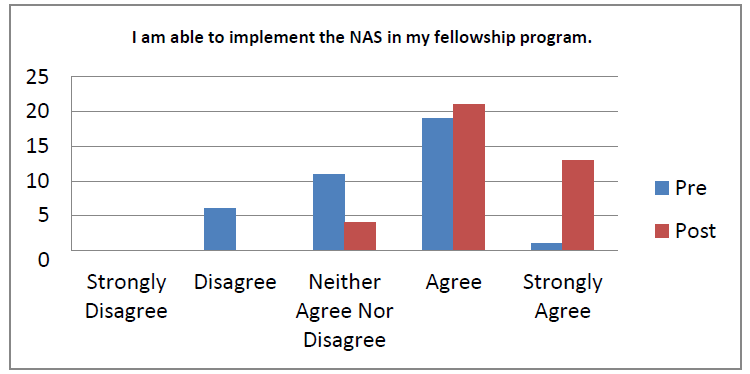 I am able to implement the NAS in my fellowship program.
25
20
15
10
5
0
Strongly
Disagree
Disagree
Neither
Agree Nor
Disagree
Agree
Strongly
Agree
Pre
Post